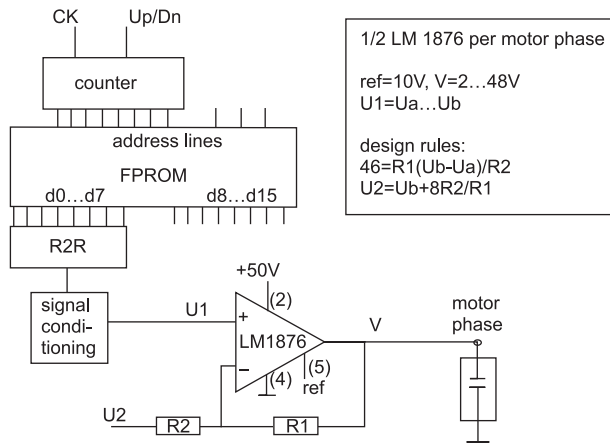 CK
Up/Dn
counter
address lines
FPROM
d0...d7
d8...d15
R2R
signal
condi-
tioning
U1
+50V
(2)
+
LM1876
−
(4)
(5)
ref
V
motor
phase
U2
R2
R1
1/2 LM 1876 per motor phase
ref=10V, V=2...48V
U1=Ua...Ub
design rules:
46=R1(Ub-Ua)/R2
U2=Ub+8R2/R1